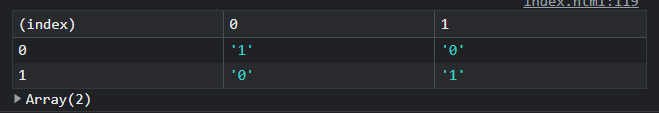 index.html:119
(index) 0 1
0 '1' '0'
1 '0' '1'
▶ Array(2)